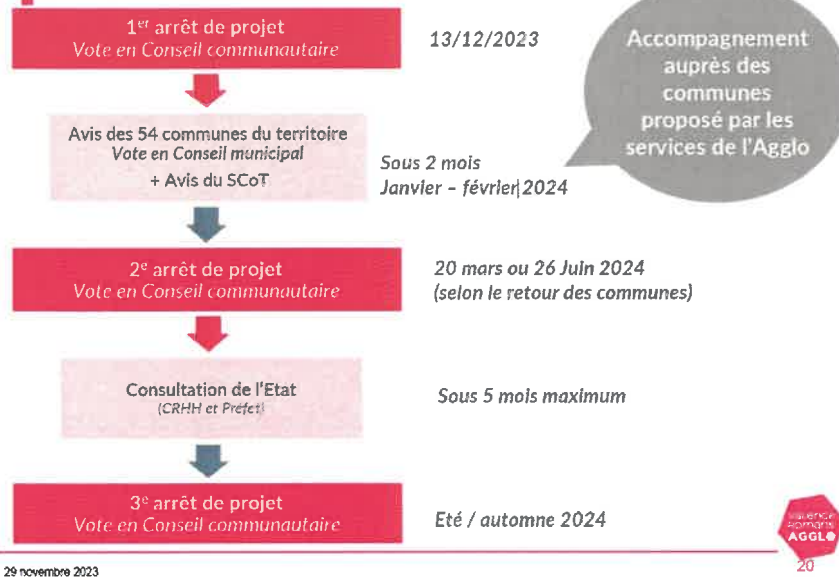 1er arrêt de projet
Vote en Conseil communautaire
13/12/2023
Accompagnement
auprès des
communes
proposé par les
services de l'Agglo
Avis des 54 communes du territoire
Vote en Conseil municipal
+ Avis du SCoT
Sous 2 mois
Janvier – février 2024
2e arrêt de projet
Vote en Conseil communautaire
20 mars ou 26 Juin 2024
(selon le retour des communes)
Consultation de l'Etat
(CRHH et Préfet)
Sous 5 mois maximum
3e arrêt de projet
Vote en Conseil communautaire
Eté / automne 2024
valence
romans
AGGLO
29 novembre 2023
20